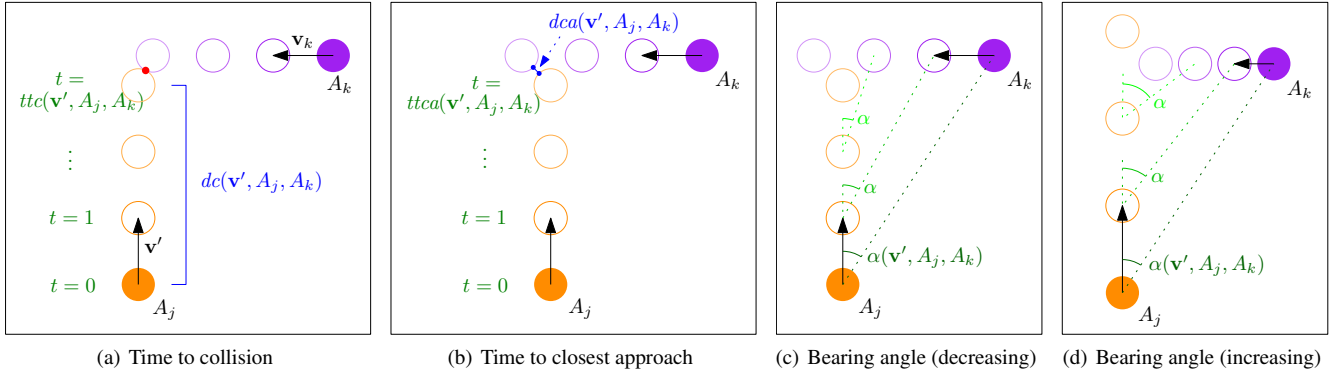 v_k
A_k
t =
ttc(v′, A_j, A_k)
⋮
dc(v′, A_j, A_k)
t = 1
v′
t = 0
A_j
(a) Time to collision
dca(v′, A_j, A_k)
A_k
t =
ttca(v′, A_j, A_k)
⋮
t = 1
t = 0
A_j
(b) Time to closest approach
A_k
α
α
α(v′, A_j, A_k)
A_j
(c) Bearing angle (decreasing)
A_k
α
α
α(v′, A_j, A_k)
A_j
(d) Bearing angle (increasing)